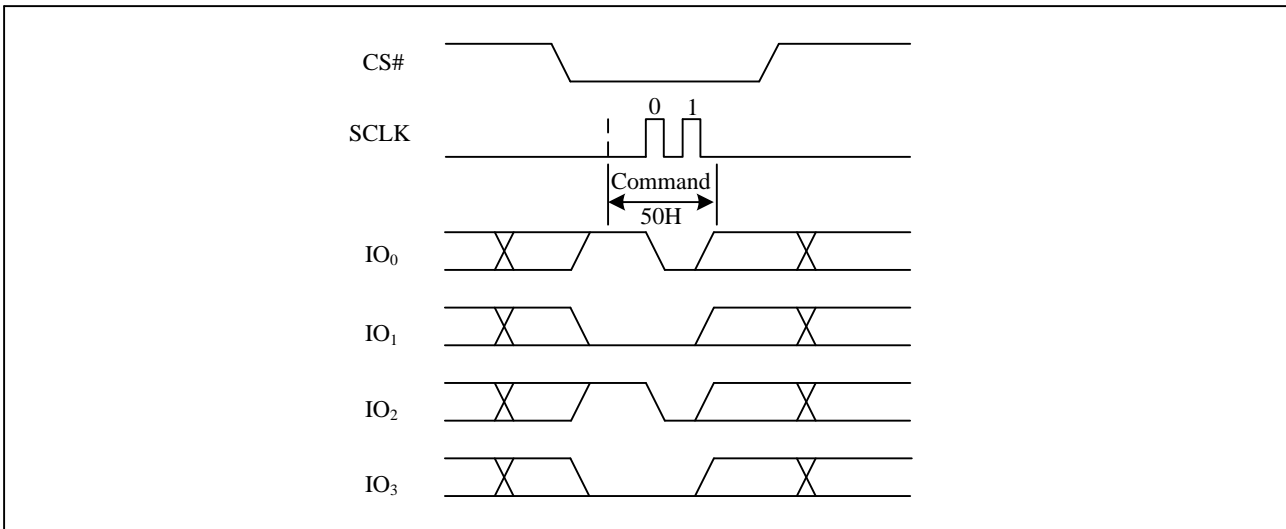 CS#
0 1
SCLK
Command
50H
IO₀
IO₁
IO₂
IO₃